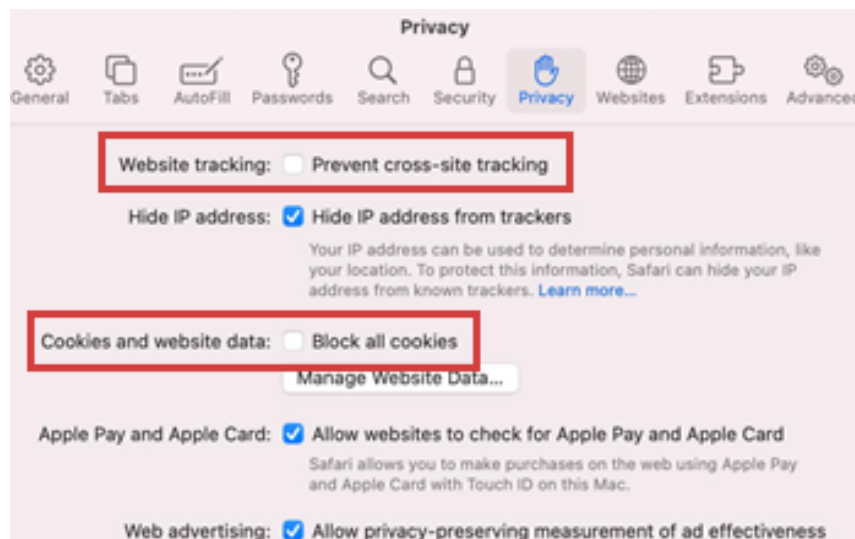 Privacy
General Tabs AutoFill Passwords Search Security Privacy Websites Extensions Advanced
Website tracking: Prevent cross-site tracking
Hide IP address: Hide IP address from trackers
Your IP address can be used to determine personal information, like
your location. To protect this information, Safari can hide your IP
address from known trackers. Learn more...
Cookies and website data: Block all cookies
Manage Website Data...
Apple Pay and Apple Card: Allow websites to check for Apple Pay and Apple Card
Safari allows you to make purchases on the web using Apple Pay
and Apple Card with Touch ID on this Mac.
Web advertising: Allow privacy-preserving measurement of ad effectiveness